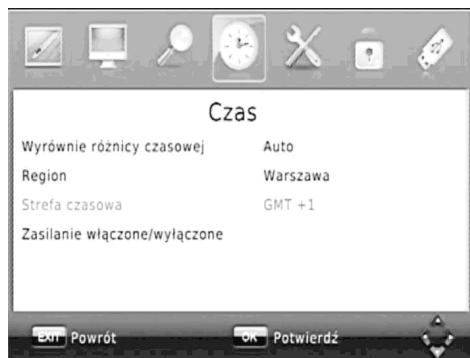 Czas
Wyrównie różnicy czasowej Auto
Region Warszawa
Strefa czasowa GMT +1
Zasilanie włączone/wyłączone
EXIT Powrót OK Potwierdź